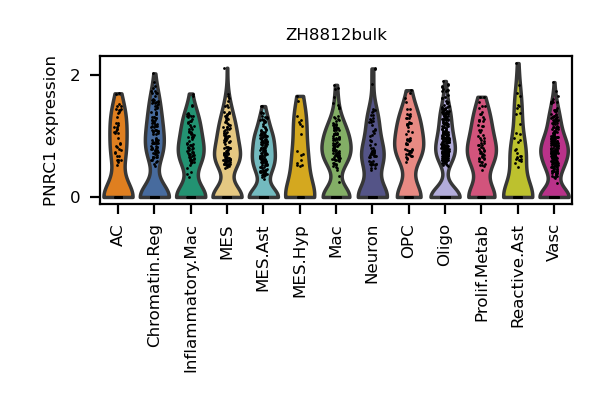 ZH8812bulk
PNRC1 expression
2
0
AC
Chromatin.Reg
Inflammatory.Mac
MES
MES.Ast
MES.Hyp
Mac
Neuron
OPC
Oligo
Prolif.Metab
Reactive.Ast
Vasc